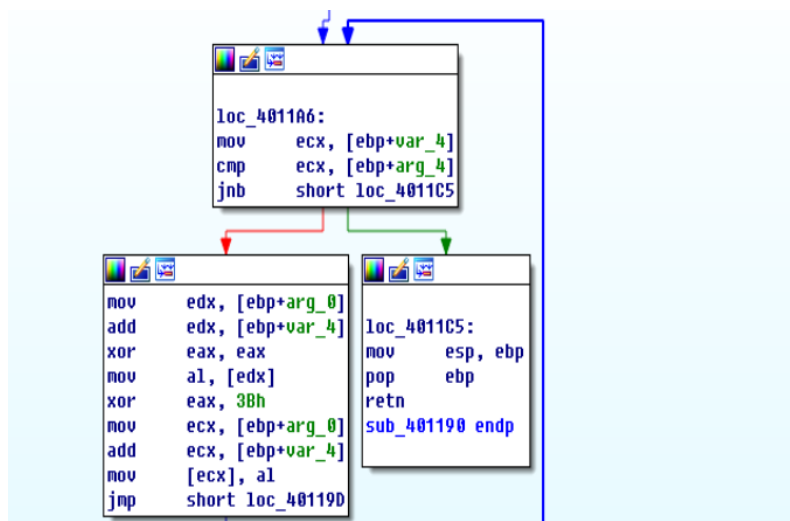 loc_4011A6:
mov ecx, [ebp+var_4]
cmp ecx, [ebp+arg_4]
jnb short loc_4011C5
mov edx, [ebp+arg_0]
add edx, [ebp+var_4]
xor eax, eax
mov al, [edx]
xor eax, 3Bh
mov ecx, [ebp+arg_0]
add ecx, [ebp+var_4]
mov [ecx], al
jmp short loc_40119D
loc_4011C5:
mov esp, ebp
pop ebp
retn
sub_401190 endp